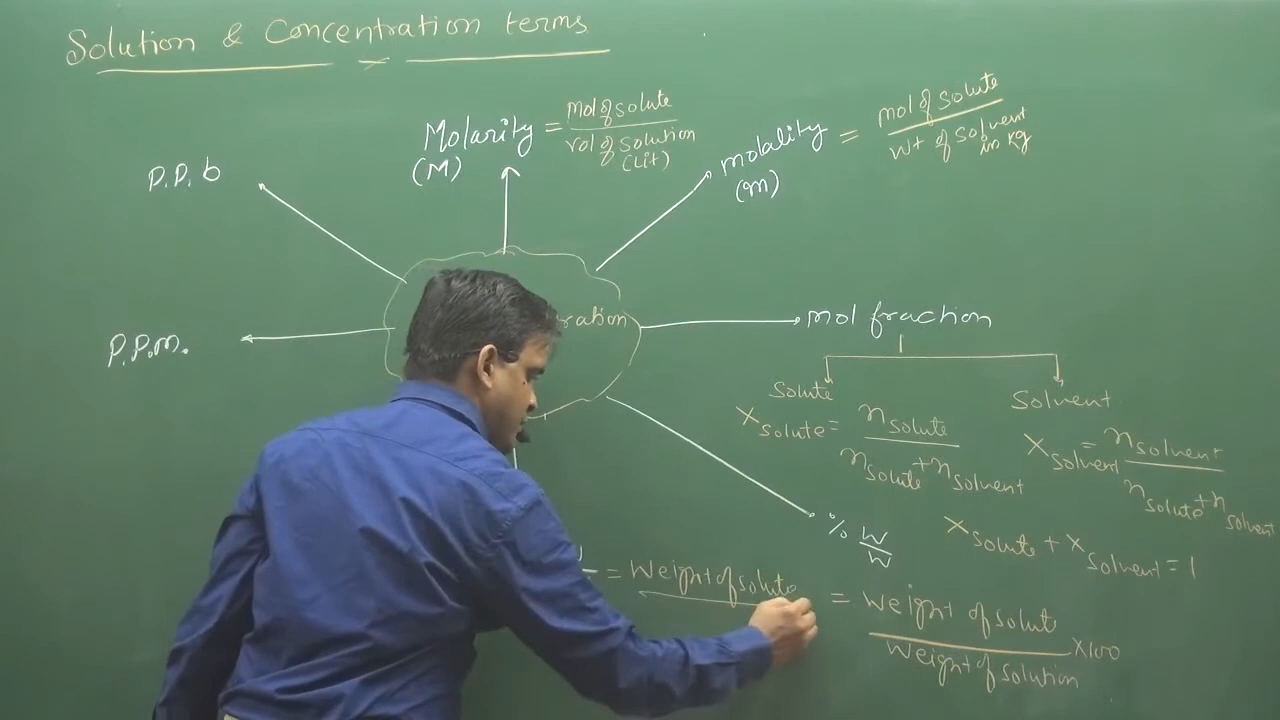 Solution & Concentration terms
Molarity = mol of solute / vol of solution (Lit)
(M)
molality = mol of solute / wt of solvent in kg
(m)
P.P.b
P.P.m.
ration
mol fraction
Solute
Solvent
X solute = n solute / n solute + n solvent
X solvent = n solvent / n solute + n solvent
X solute + X solvent = 1
% W/W
= Weight of solut / Weight of solution ×100
= Weight of solute